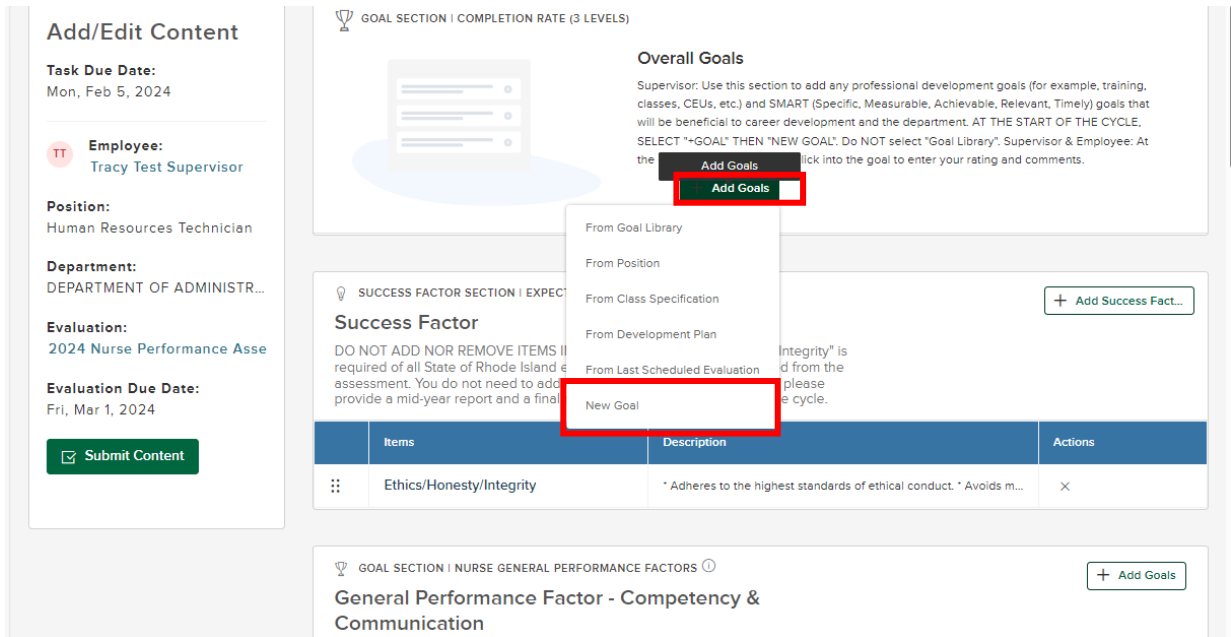 Add/Edit Content
Task Due Date:
Mon, Feb 5, 2024
TT
Employee:
Tracy Test Supervisor
Position:
Human Resources Technician
Department:
DEPARTMENT OF ADMINISTR...
Evaluation:
2024 Nurse Performance Asse
Evaluation Due Date:
Fri, Mar 1, 2024
Submit Content
GOAL SECTION | COMPLETION RATE (3 LEVELS)
Overall Goals
Supervisor: Use this section to add any professional development goals (for example, training,
classes, CEUs, etc.) and SMART (Specific, Measurable, Achievable, Relevant, Timely) goals that
will be beneficial to career development and the department. AT THE START OF THE CYCLE,
SELECT "+GOAL" THEN "NEW GOAL". Do NOT select "Goal Library". Supervisor & Employee: At
the lick into the goal to enter your rating and comments.
Add Goals
+ Add Goals
From Goal Library
From Position
From Class Specification
From Development Plan
From Last Scheduled Evaluation
New Goal
SUCCESS FACTOR SECTION | EXPECT
+ Add Success Fact...
Success Factor
DO NOT ADD NOR REMOVE ITEMS I Integrity" is
required of all State of Rhode Island e d from the
assessment. You do not need to add please
provide a mid-year report and a final e cycle.
Items Description Actions
Ethics/Honesty/Integrity * Adheres to the highest standards of ethical conduct. * Avoids m... ×
GOAL SECTION | NURSE GENERAL PERFORMANCE FACTORS
+ Add Goals
General Performance Factor - Competency &
Communication